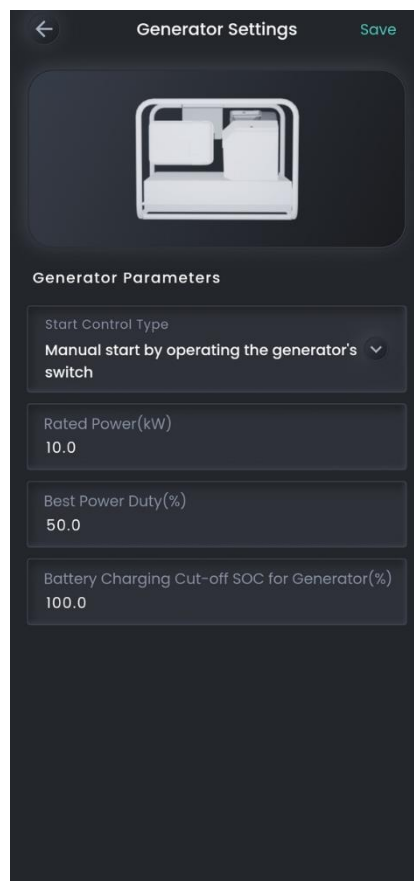 Generator Settings
Save
Generator Parameters
Start Control Type
Manual start by operating the generator's
switch
Rated Power(kW)
10.0
Best Power Duty(%)
50.0
Battery Charging Cut-off SOC for Generator(%)
100.0